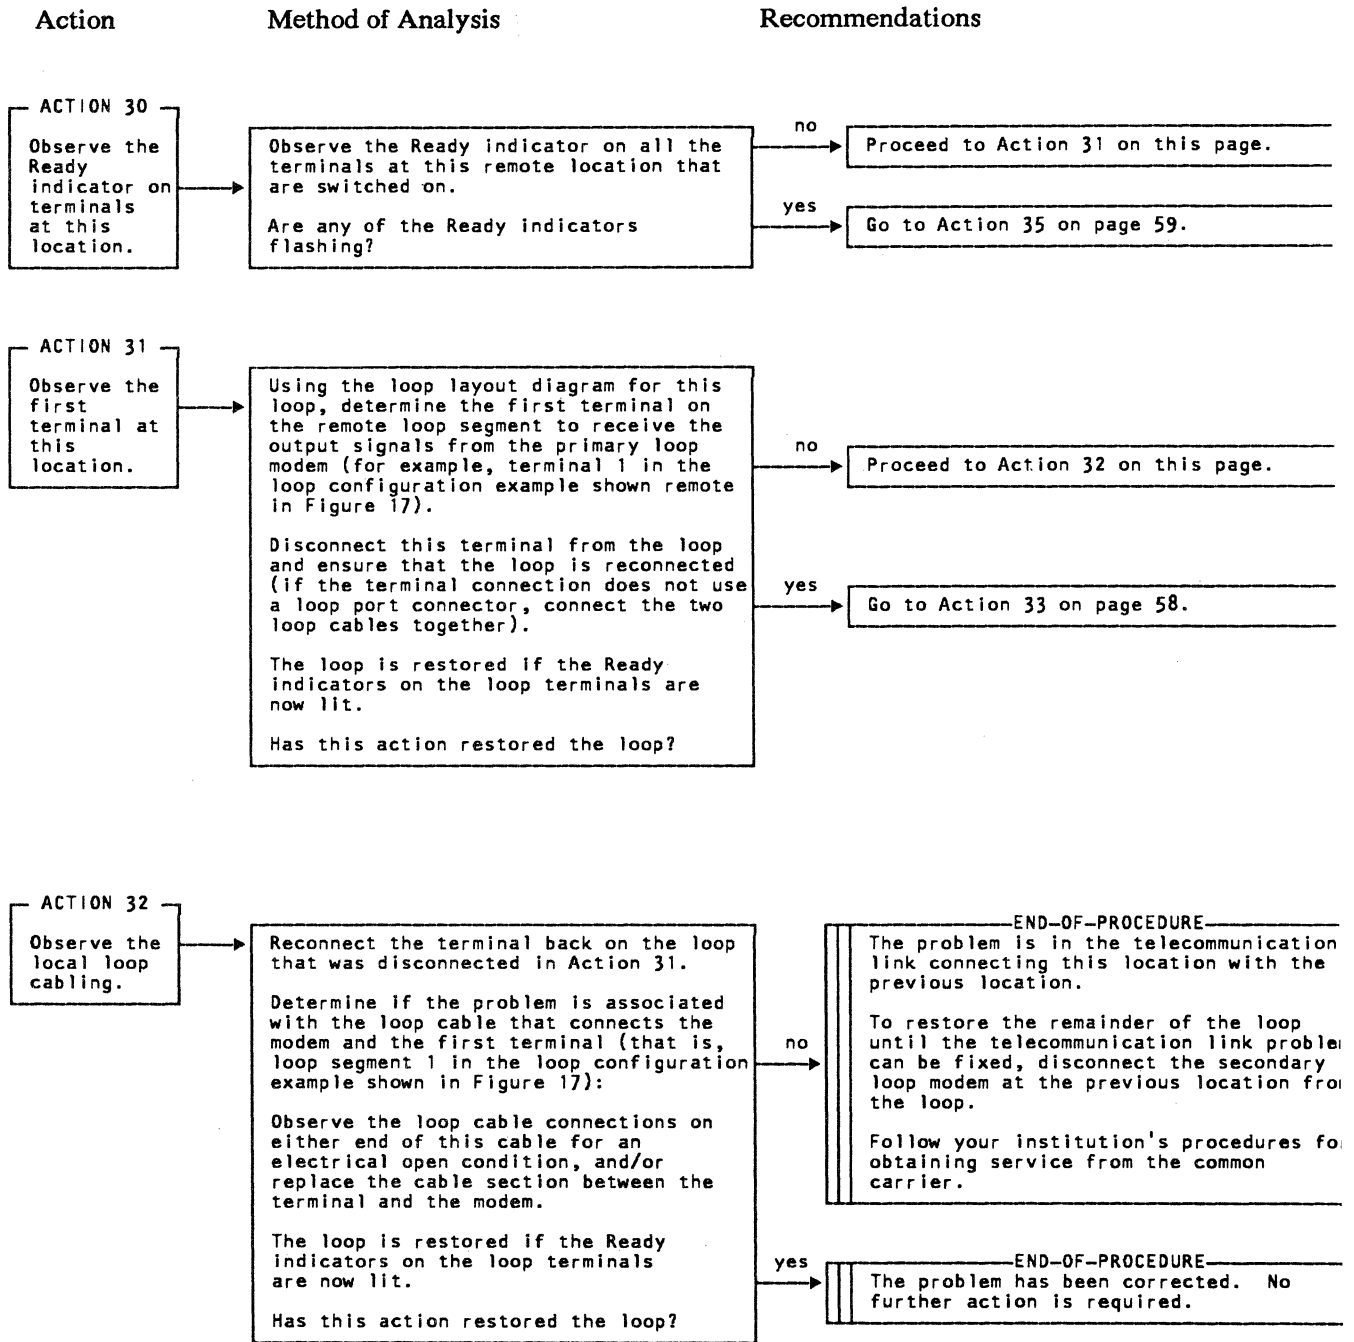 Action Method of Analysis Recommendations
ACTION 30
Observe the
Ready
indicator on
terminals
at this
location.
Observe the Ready indicator on all the
terminals at this remote location that
are switched on.
Are any of the Ready indicators
flashing?
no
Proceed to Action 31 on this page.
yes
Go to Action 35 on page 59.
ACTION 31
Observe the
first
terminal at
this
location.
Using the loop layout diagram for this
loop, determine the first terminal on
the remote loop segment to receive the
output signals from the primary loop
modem (for example, terminal 1 in the
loop configuration example shown remote
in Figure 17).
Disconnect this terminal from the loop
and ensure that the loop is reconnected
(if the terminal connection does not use
a loop port connector, connect the two
loop cables together).
The loop is restored if the Ready
indicators on the loop terminals are
now lit.
Has this action restored the loop?
no
Proceed to Action 32 on this page.
yes
Go to Action 33 on page 58.
ACTION 32
Observe the
local loop
cabling.
Reconnect the terminal back on the loop
that was disconnected in Action 31.
Determine if the problem is associated
with the loop cable that connects the
modem and the first terminal (that is,
loop segment 1 in the loop configuration
example shown in Figure 17):
Observe the loop cable connections on
either end of this cable for an
electrical open condition, and/or
replace the cable section between the
terminal and the modem.
The loop is restored if the Ready
indicators on the loop terminals
are now lit.
Has this action restored the loop?
no
END-OF-PROCEDURE
The problem is in the telecommunication
link connecting this location with the
previous location.
To restore the remainder of the loop
until the telecommunication link proble
can be fixed, disconnect the secondary
loop modem at the previous location fro
the loop.
Follow your institution's procedures fo
obtaining service from the common
carrier.
yes
END-OF-PROCEDURE
The problem has been corrected. No
further action is required.